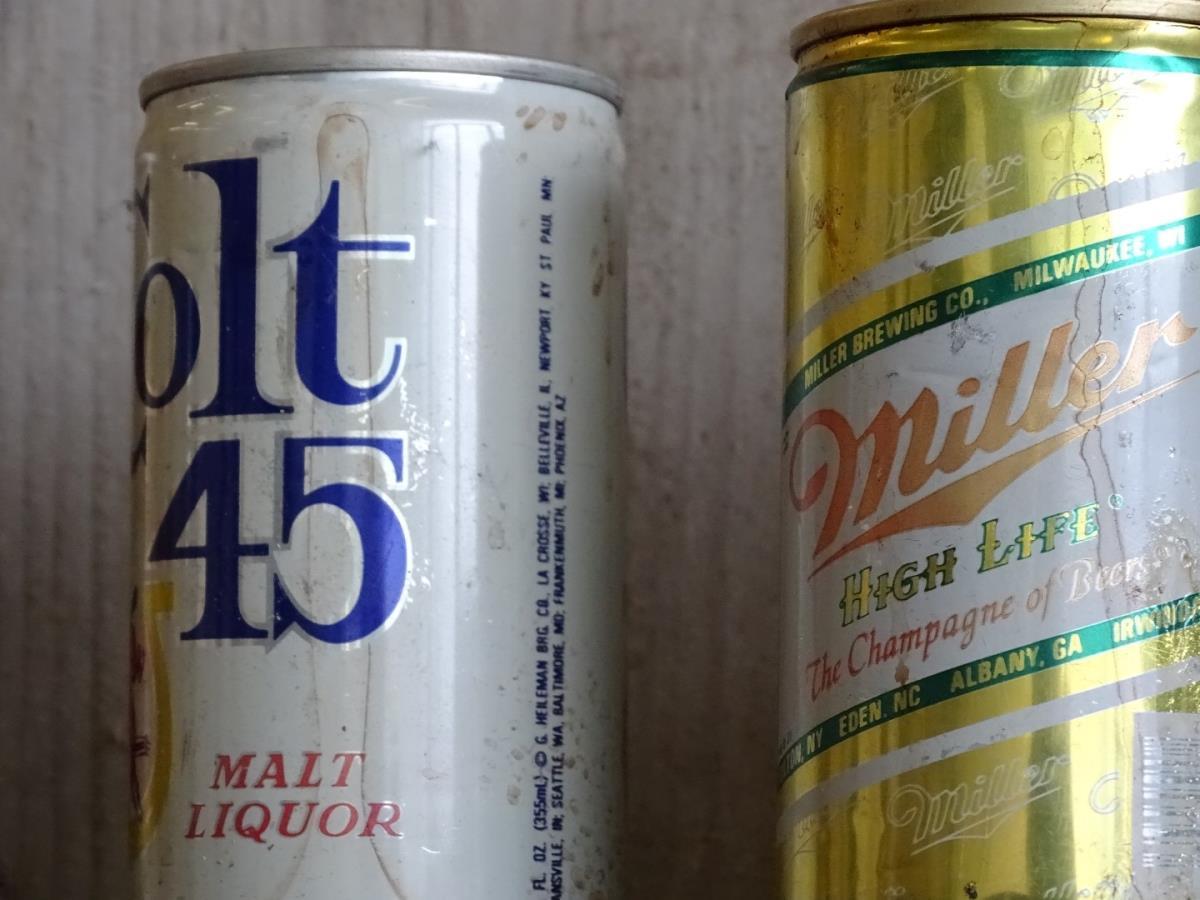 olt
45
MALT
LIQUOR
FL. OZ. (355mL) © G. HEILEMAN BRG. CO., LA CROSSE, WI; BELLEVILLE, IL; NEWPORT KY ST PAUL MN;
ANSVILLE, IN; SEATTLE WA, BALTIMORE, MD; FRANKENMUTH, MI; PHOENIX AZ
Miller
MILLER BREWING CO., MILWAUKEE, WI
Miller
HIGH LIFE®
The Champagne of Beers
TON, NY EDEN, NC ALBANY, GA
Miller